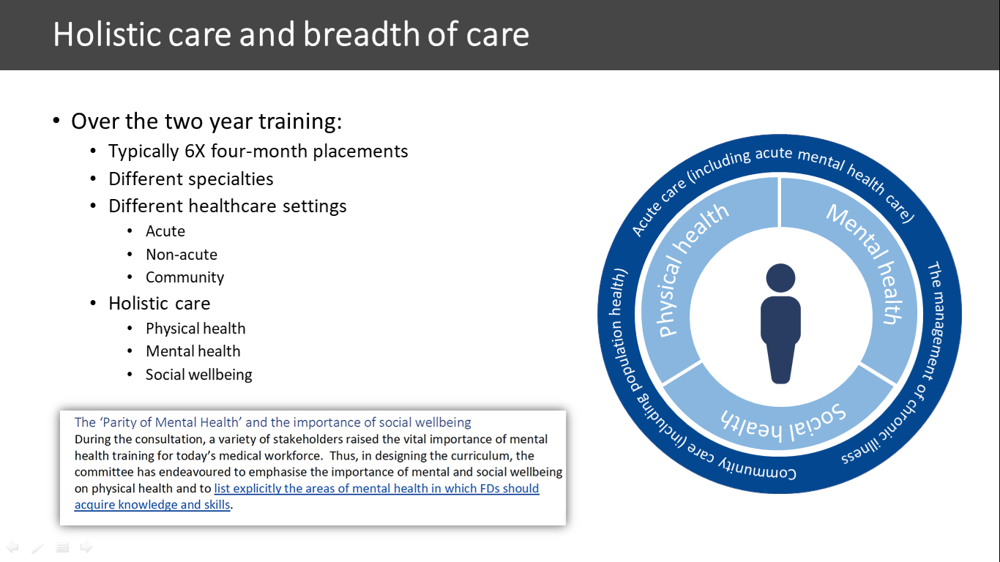 Holistic care and breadth of care
• Over the two year training:
• Typically 6X four-month placements
• Different specialties
• Different healthcare settings
• Acute
• Non-acute
• Community
• Holistic care
• Physical health
• Mental health
• Social wellbeing
The ‘Parity of Mental Health’ and the importance of social wellbeing
During the consultation, a variety of stakeholders raised the vital importance of mental
health training for today’s medical workforce.  Thus, in designing the curriculum, the
committee has endeavoured to emphasise the importance of mental and social wellbeing
on physical health and to list explicitly the areas of mental health in which FDs should
acquire knowledge and skills.
Acute care (including acute mental health care)
The management of chronic illness
Community care (including population health)
Physical health
Mental health
Social health